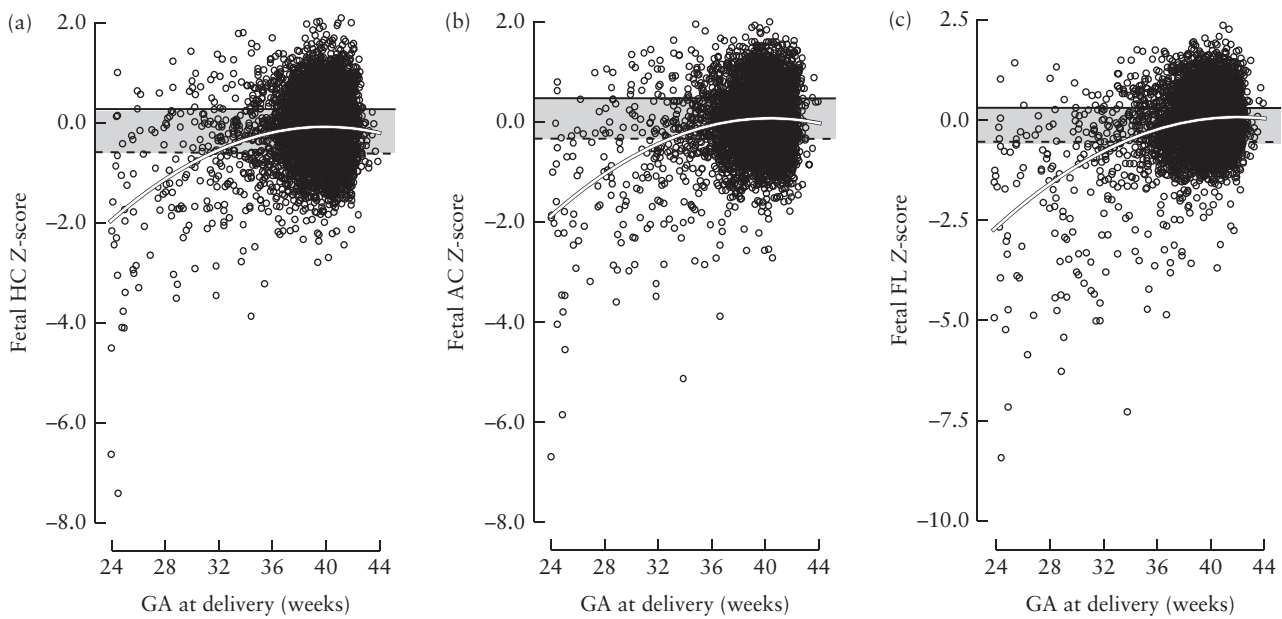 (a)
2.0
0.0
–2.0
–4.0
–6.0
–8.0
Fetal HC Z-score
24 28 32 36 40 44
GA at delivery (weeks)
(b)
2.0
0.0
–2.0
–4.0
–6.0
–8.0
Fetal AC Z-score
24 28 32 36 40 44
GA at delivery (weeks)
(c)
2.5
0.0
–2.5
–5.0
–7.5
–10.0
Fetal FL Z-score
24 28 32 36 40 44
GA at delivery (weeks)